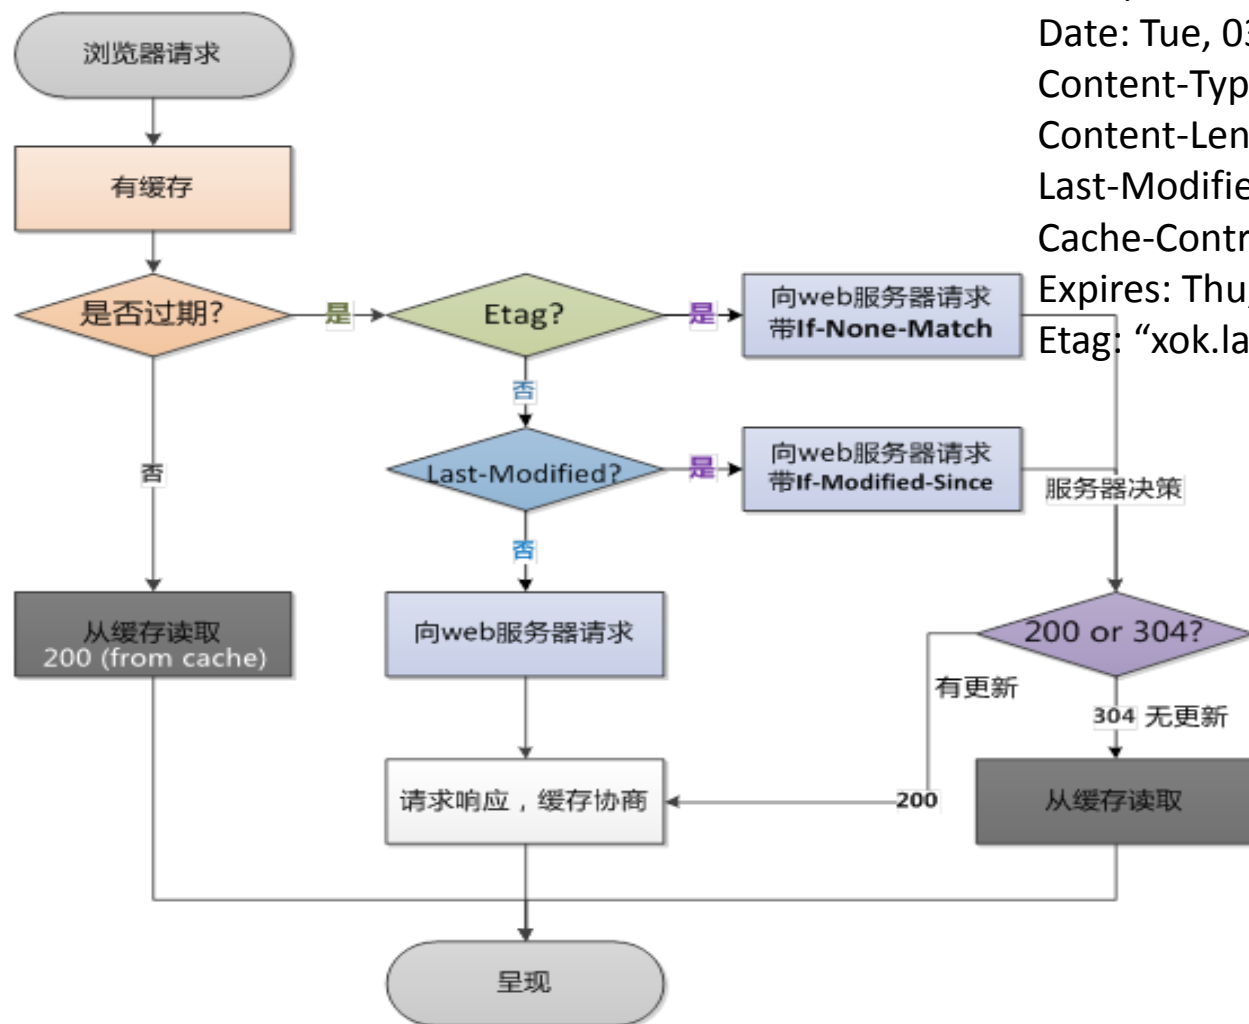 浏览器请求
有缓存
是否过期?
是
Etag?
是
向web服务器请求
带If-None-Match
Date: Tue, 03
Content-Typ
Content-Len
Last-Modifie
Cache-Contr
Expires: Thu,
Etag: “xok.la
否
否
Last-Modified?
是
向web服务器请求
带If-Modified-Since
服务器决策
否
从缓存读取
200 (from cache)
向web服务器请求
200 or 304?
有更新
304 无更新
请求响应，缓存协商
200
从缓存读取
呈现